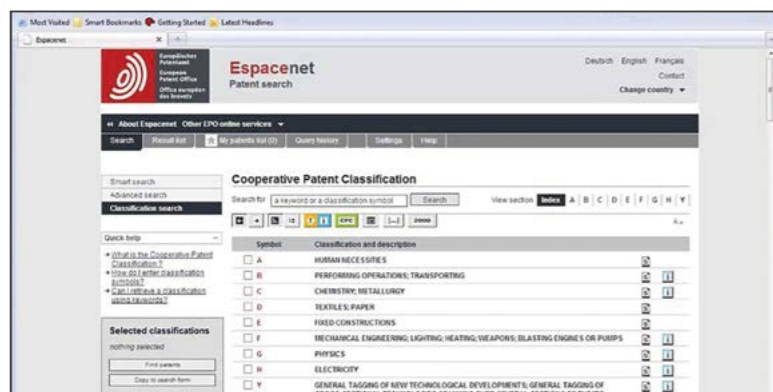 Most Visited Smart Bookmarks Getting Started Latest Headlines
Espacenet
Europäisches
Patentamt
European
Patent Office
Office européen
des brevets
Espacenet
Patent search
Deutsch English Français
Contact
Change country
About Espacenet Other EPO online services
Search Result list My patents list (0) Query history Settings Help
Smart search
Advanced search
Classification search
Quick help
What is the Cooperative Patent
Classification ?
How do I enter classification
symbols?
Can I retrieve a classification
using keywords?
Selected classifications
nothing selected
Find patents
Copy to search form
Cooperative Patent Classification
Search for a keyword or a classification symbol Search View section Index A B C D E F G H Y
CPC [...] 2000
Symbol Classification and description
A HUMAN NECESSITIES
B PERFORMING OPERATIONS; TRANSPORTING
C CHEMISTRY; METALLURGY
D TEXTILES; PAPER
E FIXED CONSTRUCTIONS
F MECHANICAL ENGINEERING; LIGHTING; HEATING; WEAPONS; BLASTING ENGINES OR PUMPS
G PHYSICS
H ELECTRICITY
Y GENERAL TAGGING OF NEW TECHNOLOGICAL DEVELOPMENTS; GENERAL TAGGING OF